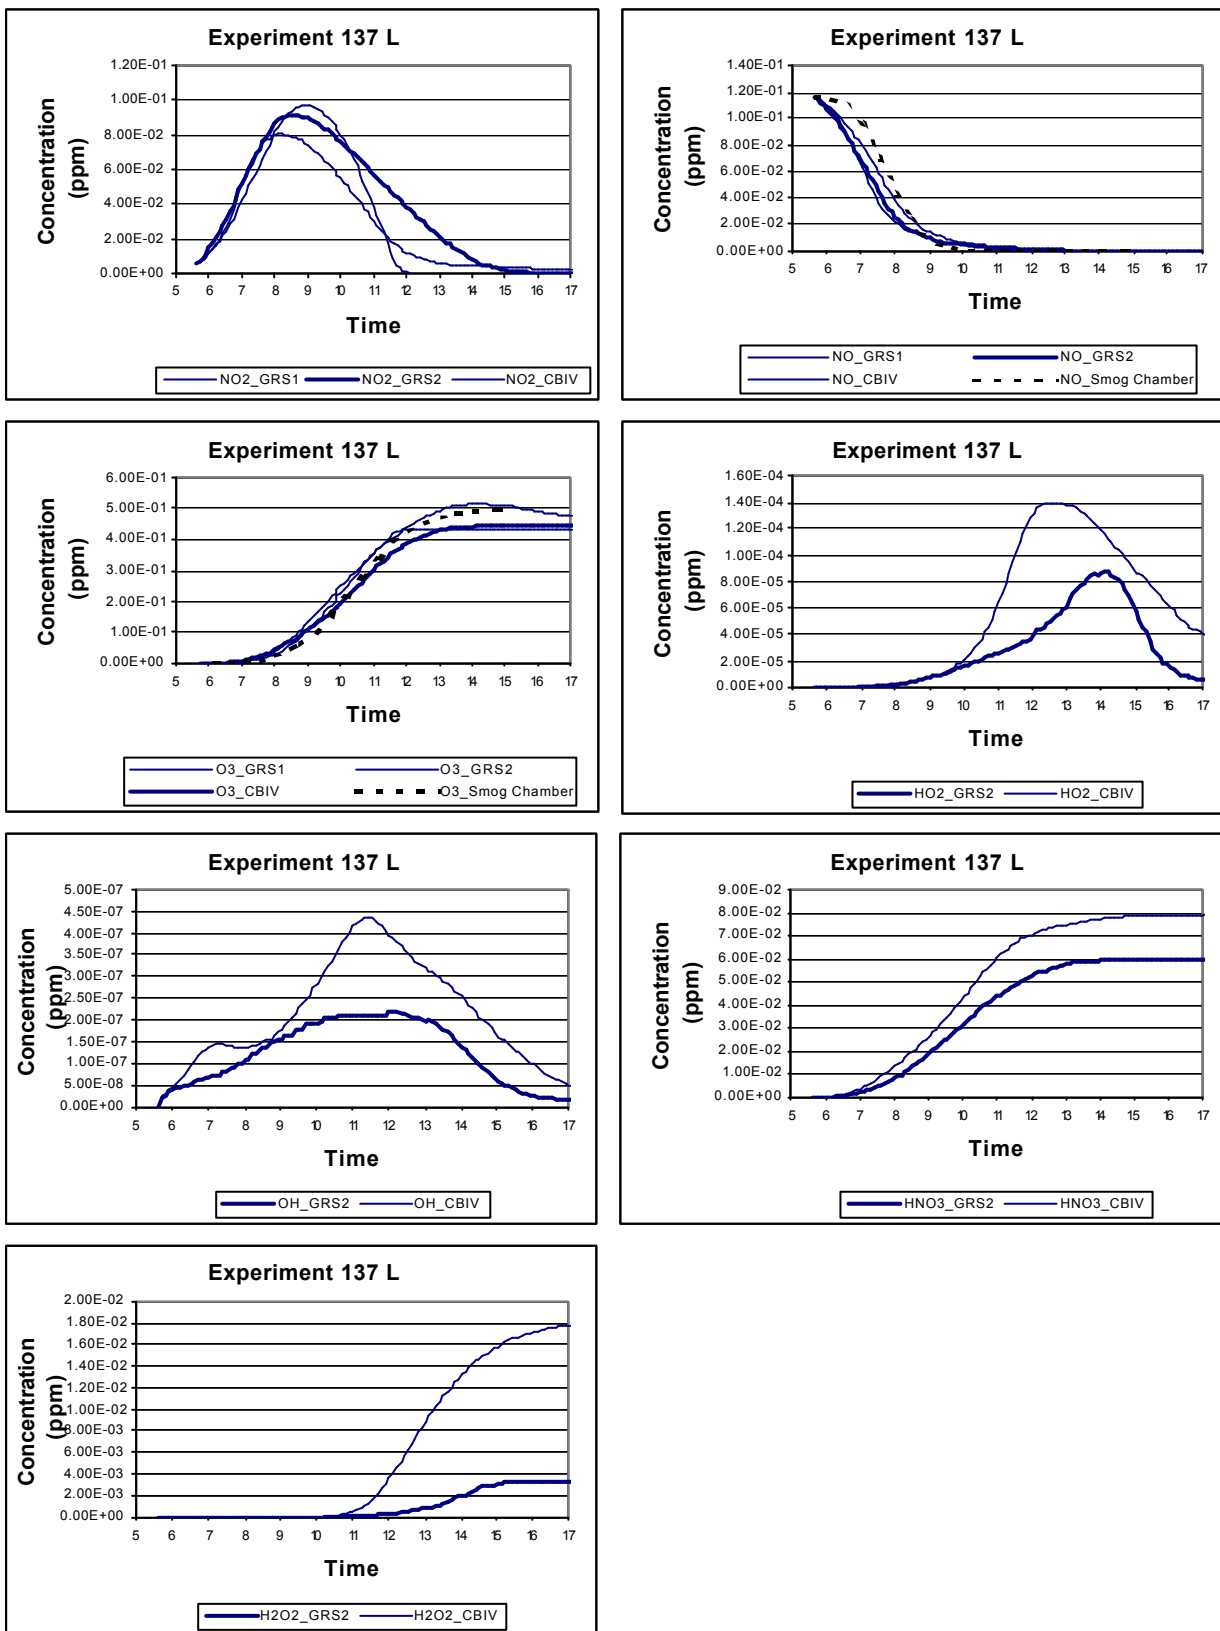 Experiment 137 L
Concentration
(ppm)
1.20E-01
1.00E-01
8.00E-02
6.00E-02
4.00E-02
2.00E-02
0.00E+00
5 6 7 8 9 10 11 12 13 14 15 16 17
Time
NO2_GRS1 NO2_GRS2 NO2_CBIV
Experiment 137 L
Concentration
(ppm)
1.40E-01
1.20E-01
1.00E-01
8.00E-02
6.00E-02
4.00E-02
2.00E-02
0.00E+00
5 6 7 8 9 10 11 12 13 14 15 16 17
Time
NO_GRS1 NO_GRS2
NO_CBIV NO_Smog Chamber
Experiment 137 L
Concentration
(ppm)
6.00E-01
5.00E-01
4.00E-01
3.00E-01
2.00E-01
1.00E-01
0.00E+00
5 6 7 8 9 10 11 12 13 14 15 16 17
Time
O3_GRS1 O3_GRS2
O3_CBIV O3_Smog Chamber
Experiment 137 L
Concentration
(ppm)
1.60E-04
1.40E-04
1.20E-04
1.00E-04
8.00E-05
6.00E-05
4.00E-05
2.00E-05
0.00E+00
5 6 7 8 9 10 11 12 13 14 15 16 17
Time
HO2_GRS2 HO2_CBIV
Experiment 137 L
Concentration
(ppm)
5.00E-07
4.50E-07
4.00E-07
3.50E-07
3.00E-07
2.50E-07
2.00E-07
1.50E-07
1.00E-07
5.00E-08
0.00E+00
5 6 7 8 9 10 11 12 13 14 15 16 17
Time
OH_GRS2 OH_CBIV
Experiment 137 L
Concentration
(ppm)
9.00E-02
8.00E-02
7.00E-02
6.00E-02
5.00E-02
4.00E-02
3.00E-02
2.00E-02
1.00E-02
0.00E+00
5 6 7 8 9 10 11 12 13 14 15 16 17
Time
HNO3_GRS2 HNO3_CBIV
Experiment 137 L
Concentration
(ppm)
2.00E-02
1.80E-02
1.60E-02
1.40E-02
1.20E-02
1.00E-02
8.00E-03
6.00E-03
4.00E-03
2.00E-03
0.00E+00
5 6 7 8 9 10 11 12 13 14 15 16 17
Time
H2O2_GRS2 H2O2_CBIV